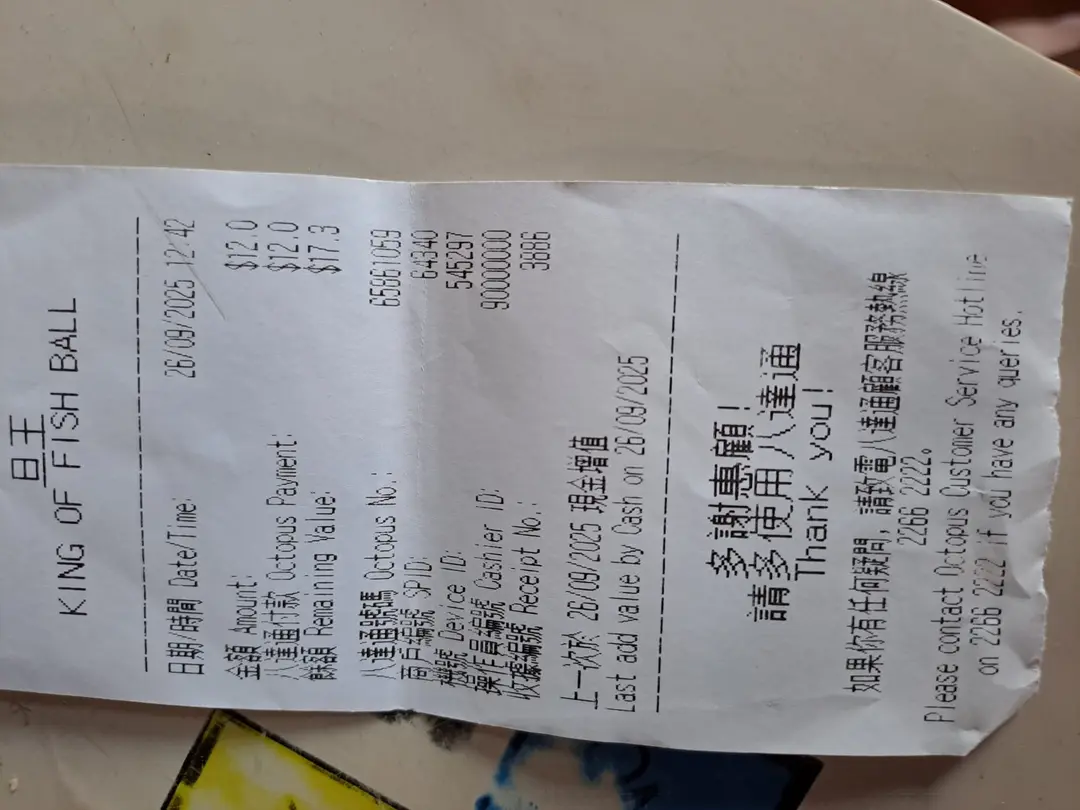 日王
KING OF FISH BALL
日期/時間 Date/Time: 26/09/2025 12:42
金額 Amount: $12.0
八達通付款 Octopus Payment: $12.0
餘額 Remaining Value: $17.3
八達通號碼 Octopus No.: 65861059
商戶編號 SPID: 64340
機號 Device ID: 545297
操作員編號 Cashier ID: 90000000
收據編號 Receipt No.: 3886
上一次於 26/09/2025 現金增值
Last add value by Cash on 26/09/2025
多謝惠顧!
請多使用八達通
Thank you!
如果你有任何疑問, 請致電八達通顧客服務熱線
2266 2222。
Please contact Octopus Customer Service Hotline
on 2266 2222 if you have any queries.